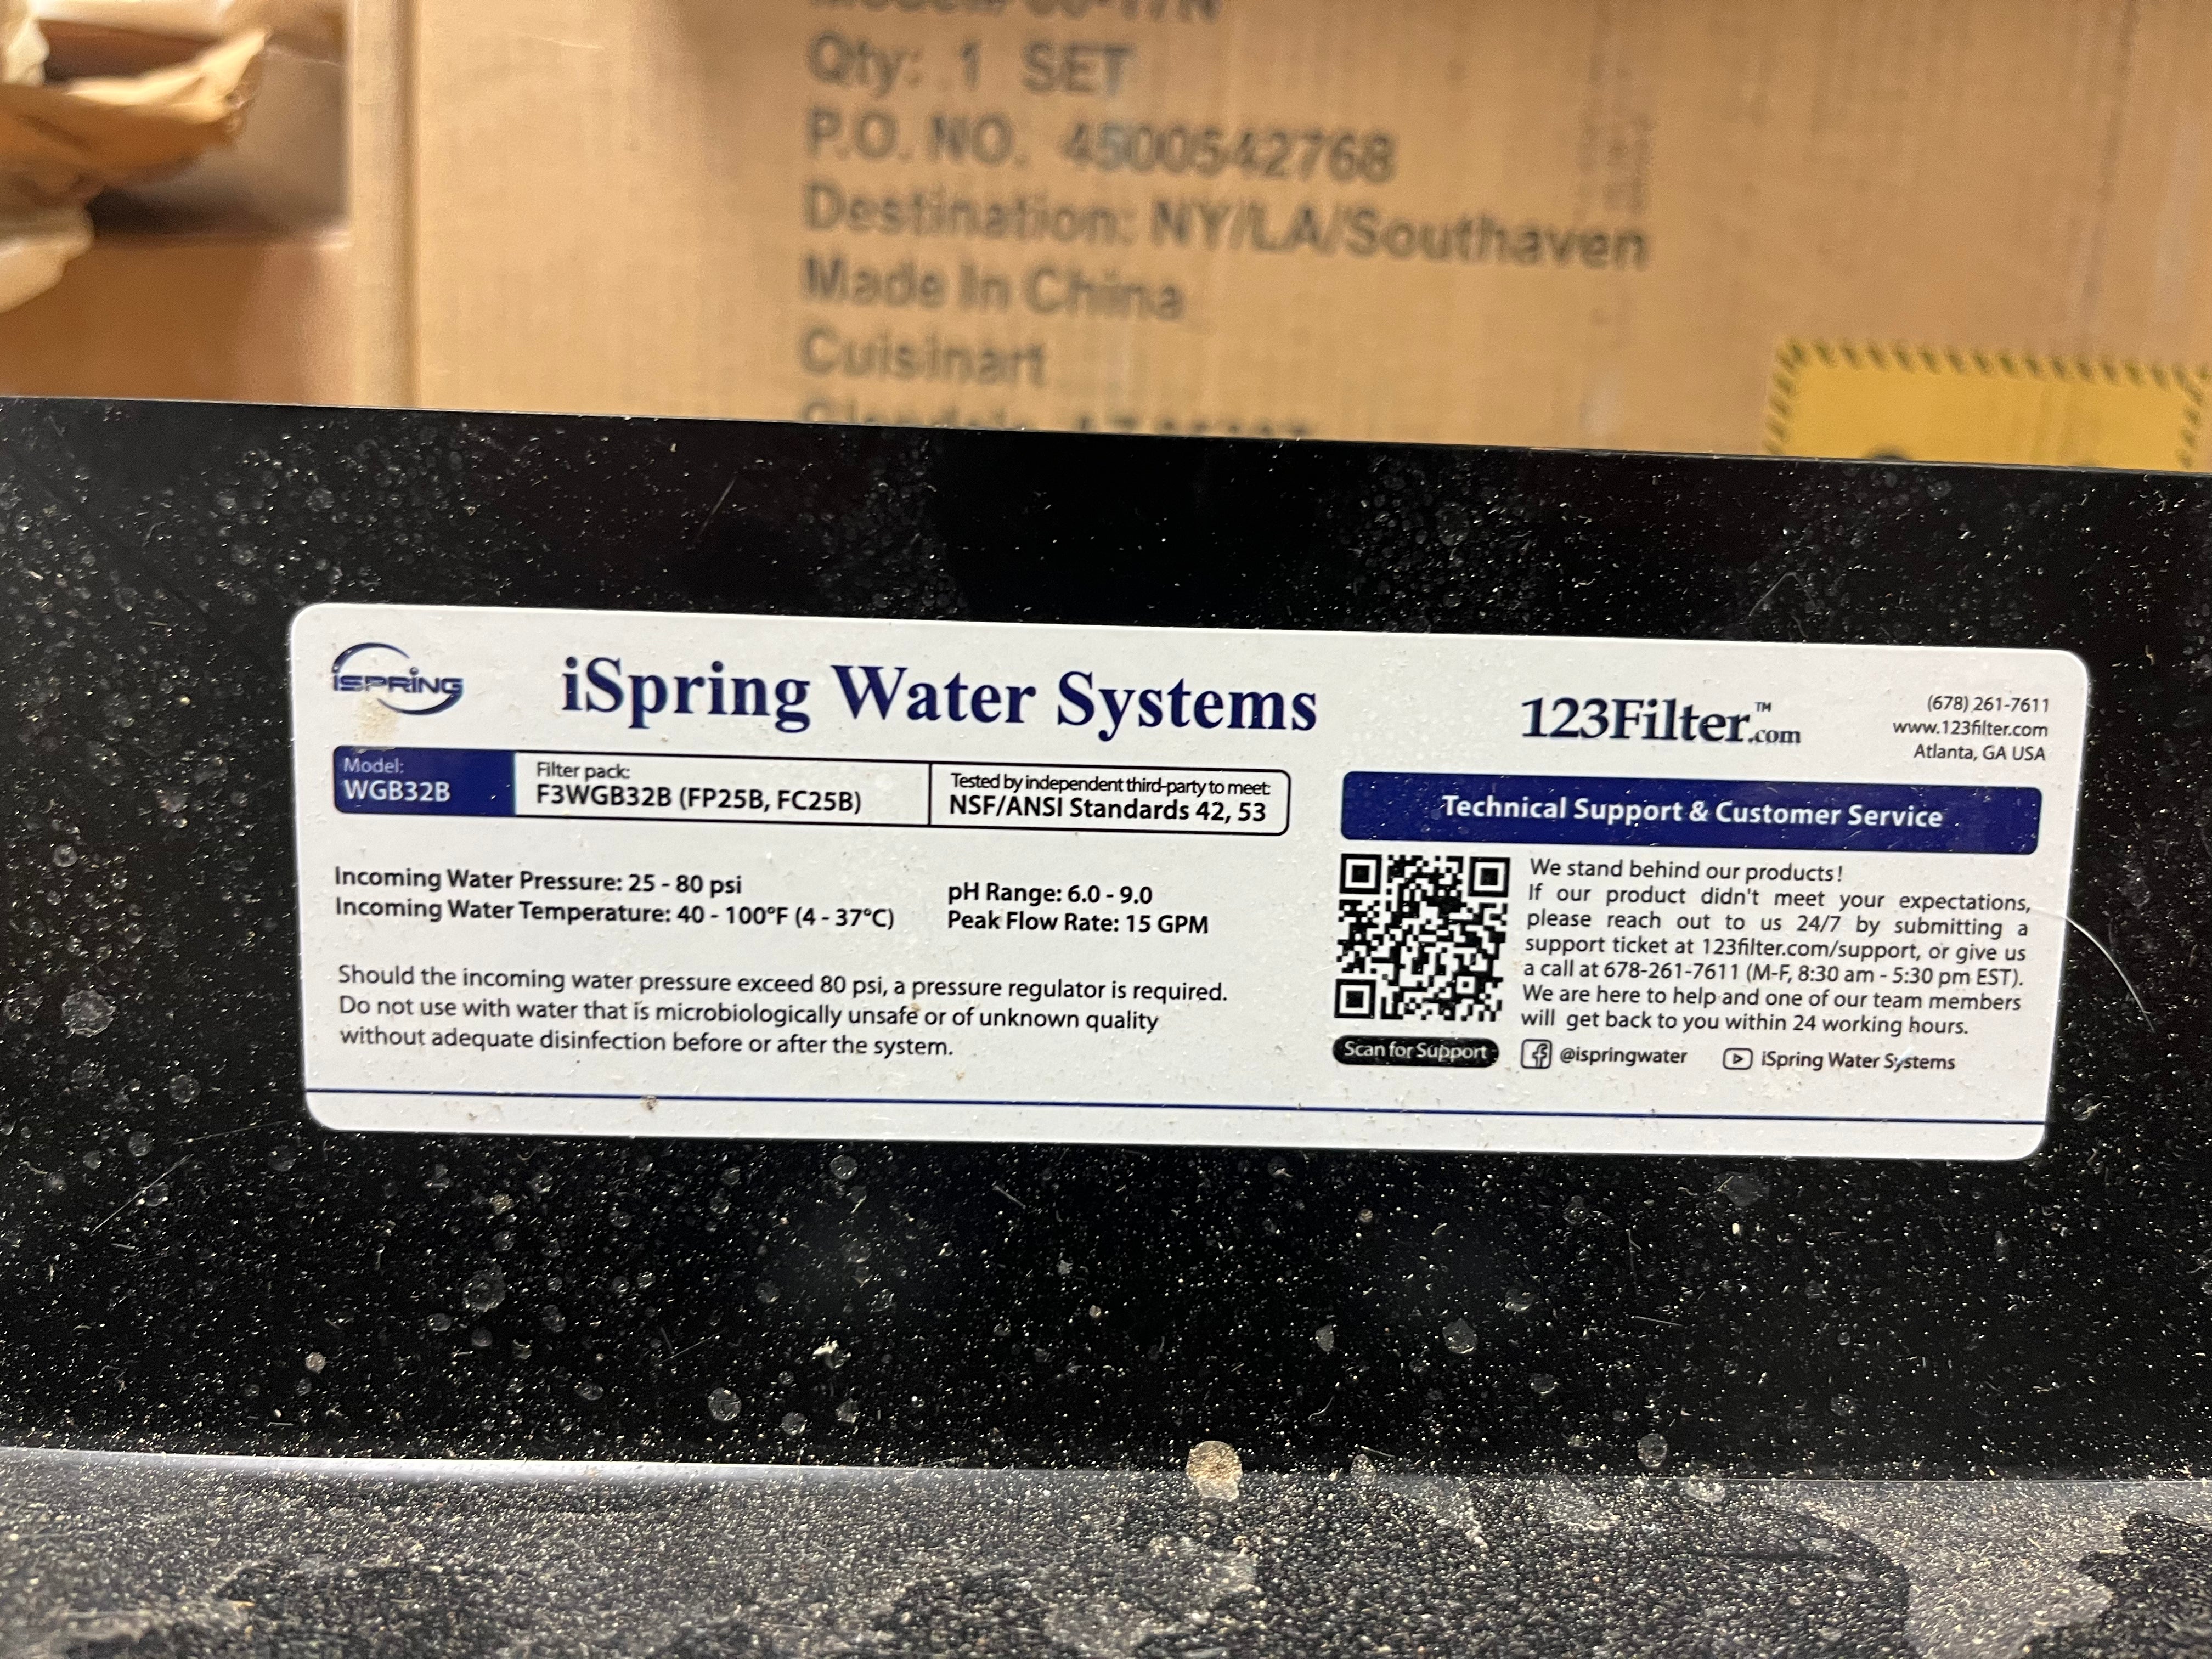 Qty: 1 SET
P.O. NO. 4500542768
Destination: NY/LA/Southaven
Made In China
Cuisinart
iSPRiNG
iSpring Water Systems
123Filter.com™
(678) 261-7611
www.123filter.com
Atlanta, GA USA
Model:
WGB32B
Filter pack:
F3WGB32B (FP25B, FC25B)
Tested by independent third-party to meet:
NSF/ANSI Standards 42, 53
Incoming Water Pressure: 25 - 80 psi
Incoming Water Temperature: 40 - 100°F (4 - 37°C)
pH Range: 6.0 - 9.0
Peak Flow Rate: 15 GPM
Should the incoming water pressure exceed 80 psi, a pressure regulator is required.
Do not use with water that is microbiologically unsafe or of unknown quality
without adequate disinfection before or after the system.
Technical Support & Customer Service
We stand behind our products!
If our product didn't meet your expectations,
please reach out to us 24/7 by submitting a
support ticket at 123filter.com/support, or give us
a call at 678-261-7611 (M-F, 8:30 am - 5:30 pm EST).
We are here to help and one of our team members
will get back to you within 24 working hours.
Scan for Support
@ispringwater
iSpring Water Systems